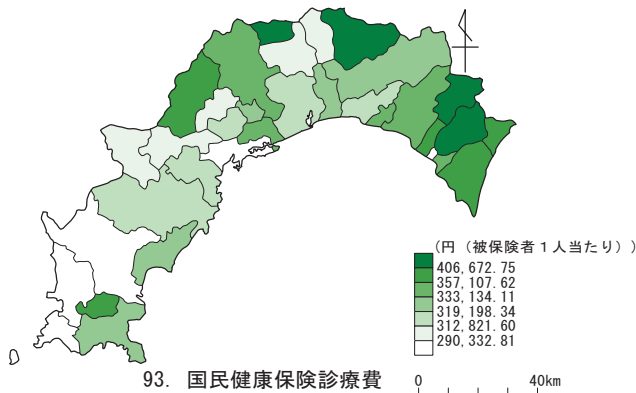 (円 (被保険者1人当たり))
406,672.75
357,107.62
333,134.11
319,198.34
312,821.60
290,332.81
93. 国民健康保険診療費
0 40km